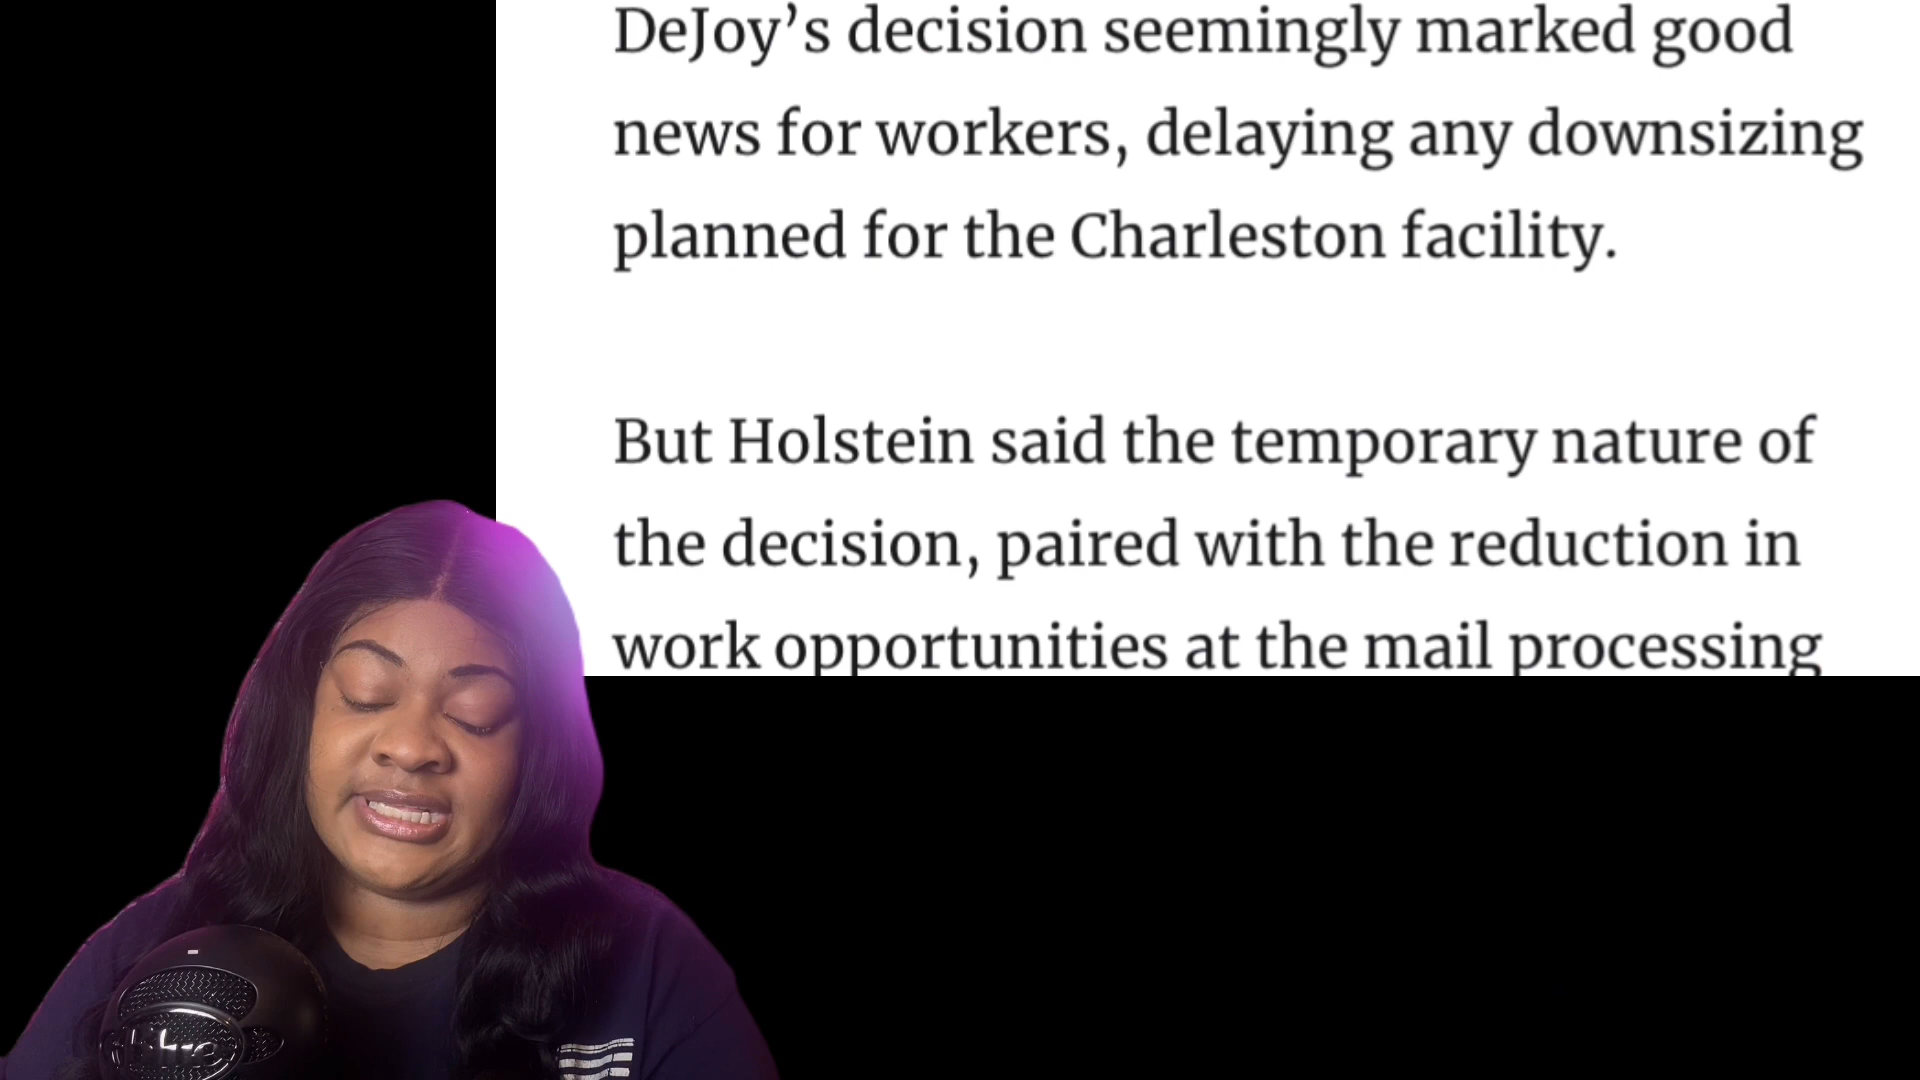 DeJoy’s decision seemingly marked good
news for workers, delaying any downsizing
planned for the Charleston facility.
But Holstein said the temporary nature of
the decision, paired with the reduction in
work opportunities at the mail processing
blue